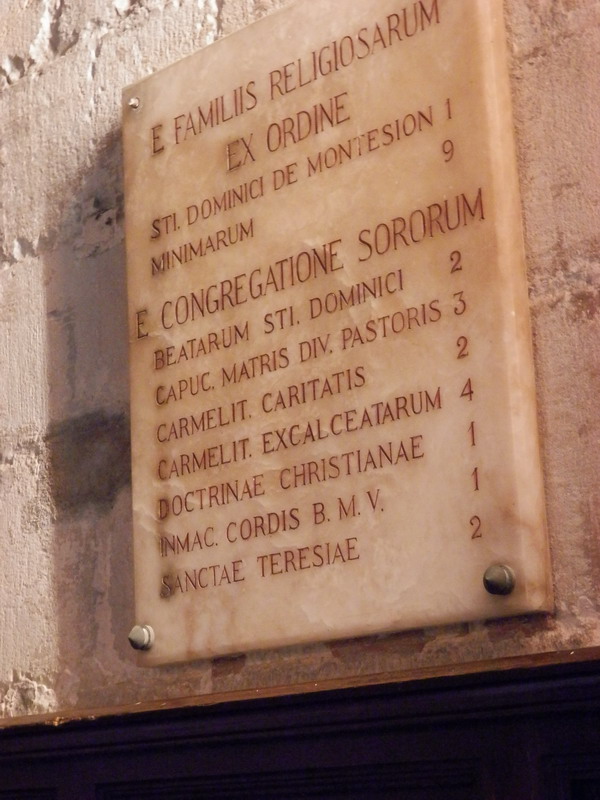 E FAMILIIS RELIGIOSARUM
EX ORDINE
STI. DOMINICI DE MONTESION 1
MINIMARUM 9
E CONGREGATIONE SORORUM
BEATARUM STI. DOMINICI 2
CAPUC. MATRIS DIV. PASTORIS 3
CARMELIT. CARITATIS 2
CARMELIT. EXCALCEATARUM 4
DOCTRINAE CHRISTIANAE 1
INMAC. CORDIS B. M. V. 1
SANCTAE TERESIAE 2